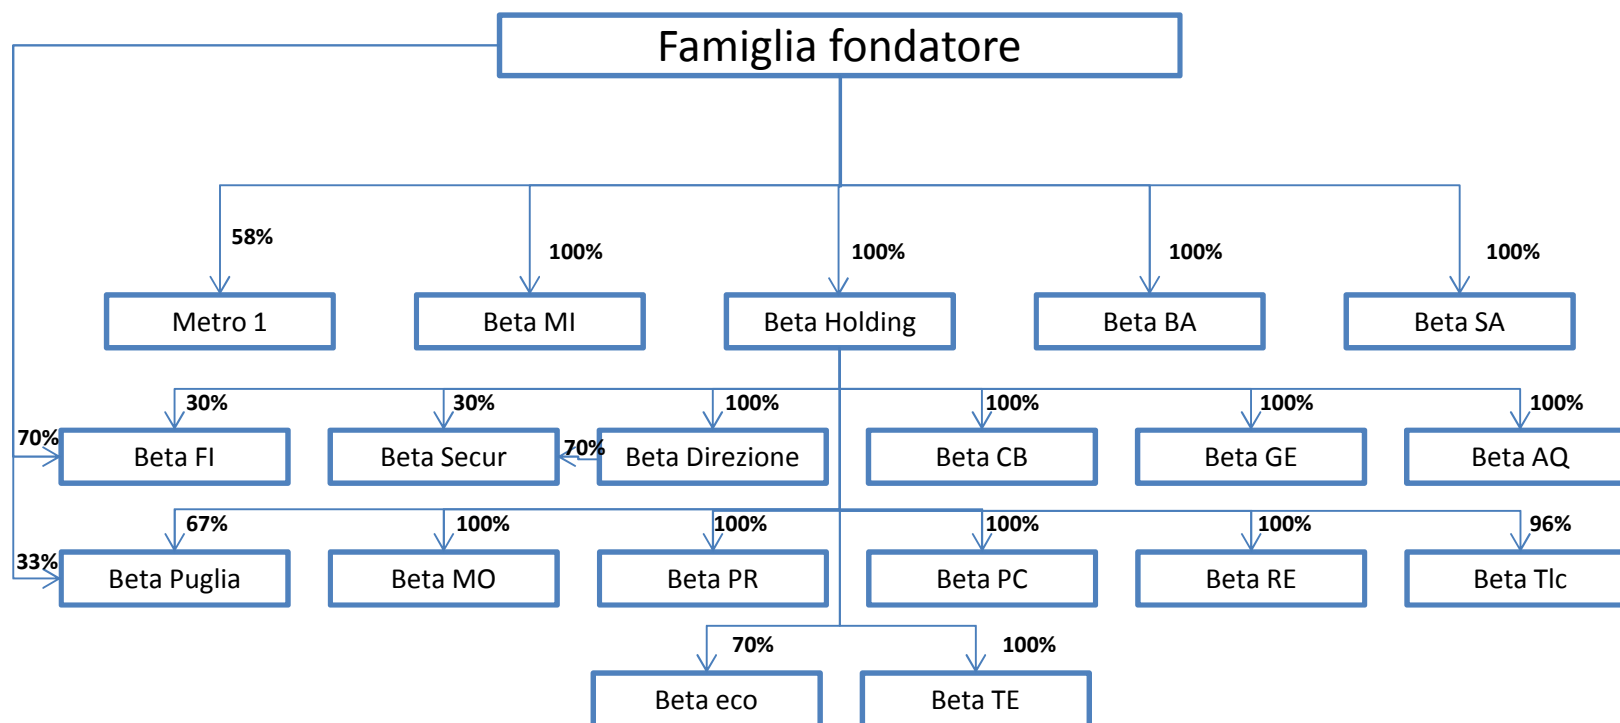 Famiglia fondatore
58%
100%
100%
100%
100%
Metro 1
Beta MI
Beta Holding
Beta BA
Beta SA
30%
30%
100%
100%
100%
100%
70%
Beta FI
Beta Secur
70%
Beta Direzione
Beta CB
Beta GE
Beta AQ
67%
100%
100%
100%
100%
96%
33%
Beta Puglia
Beta MO
Beta PR
Beta PC
Beta RE
Beta Tlc
70%
100%
Beta eco
Beta TE